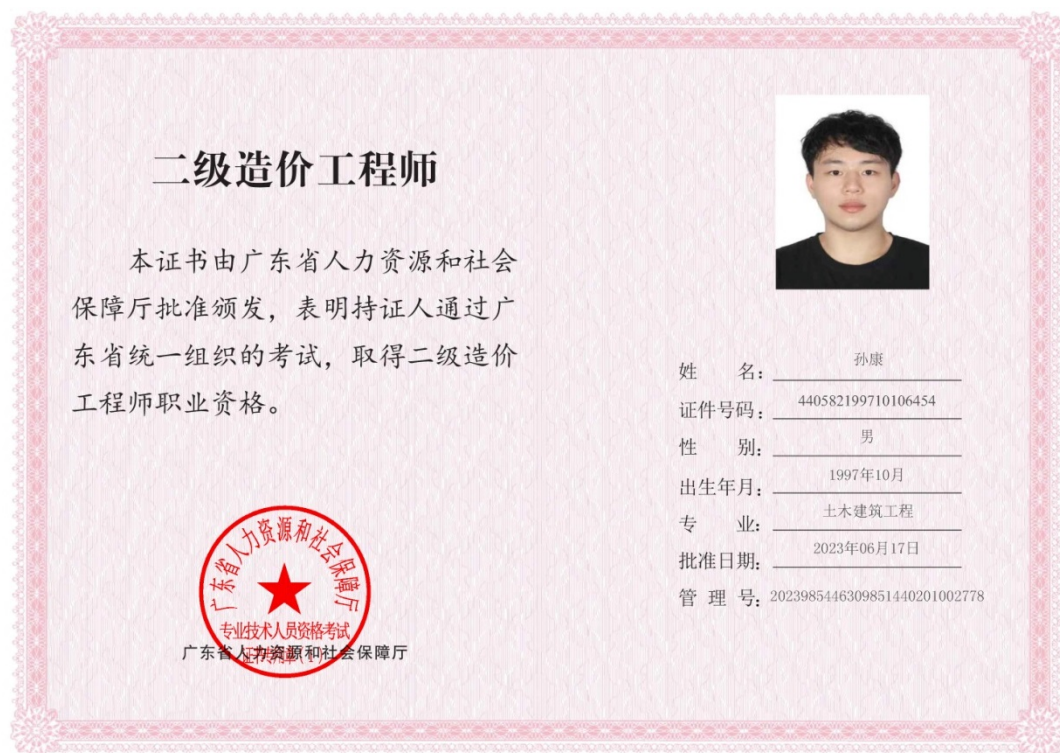 二级造价工程师
本证书由广东省人力资源和社会
保障厅批准颁发，表明持证人通过广
东省统一组织的考试，取得二级造价
工程师职业资格。
姓名：孙康
证件号码：440582199710106454
性别：男
出生年月：1997年10月
专业：土木建筑工程
批准日期：2023年06月17日
管理号：2023985446309851440201002778
广东省人力资源和社会保障厅
专业技术人员资格考试
广东省人力资源和社会保障厅